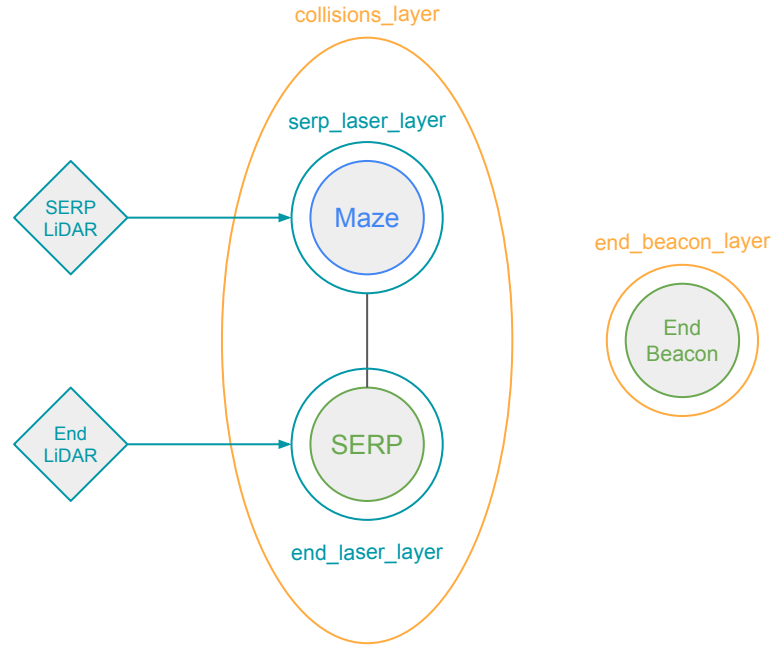 collisions_layer
serp_laser_layer
SERP
LiDAR
Maze
end_beacon_layer
End
Beacon
End
LiDAR
SERP
end_laser_layer